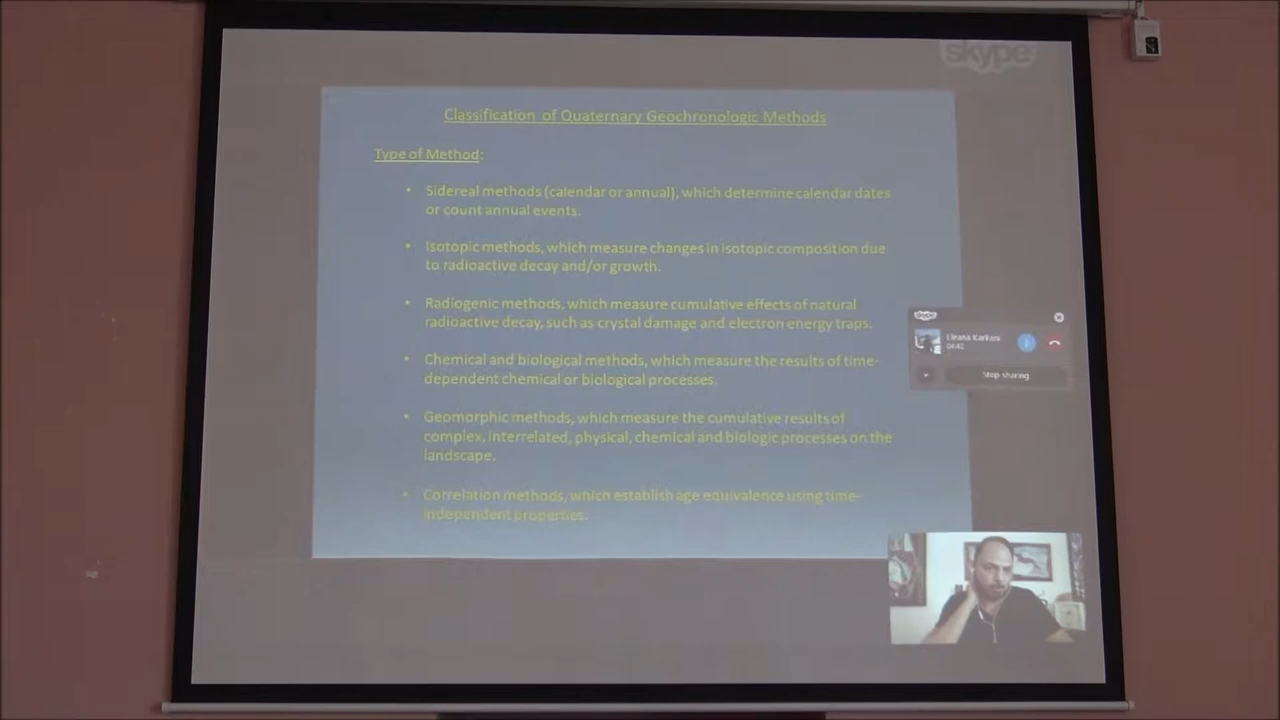 skype
Classification of Quaternary Geochronologic Methods
Type of Method:
• Sidereal methods (calendar or annual), which determine calendar dates
or count annual events.
• Isotopic methods, which measure changes in isotopic composition due
to radioactive decay and/or growth.
• Radiogenic methods, which measure cumulative effects of natural
radioactive decay, such as crystal damage and electron energy traps.
• Chemical and biological methods, which measure the results of time-
dependent chemical or biological processes.
• Geomorphic methods, which measure the cumulative results of
complex, interrelated, physical, chemical and biologic processes on the
landscape.
• Correlation methods, which establish age equivalence using time-
independent properties.
skype
Eleana Karkani
04:42
Stop sharing